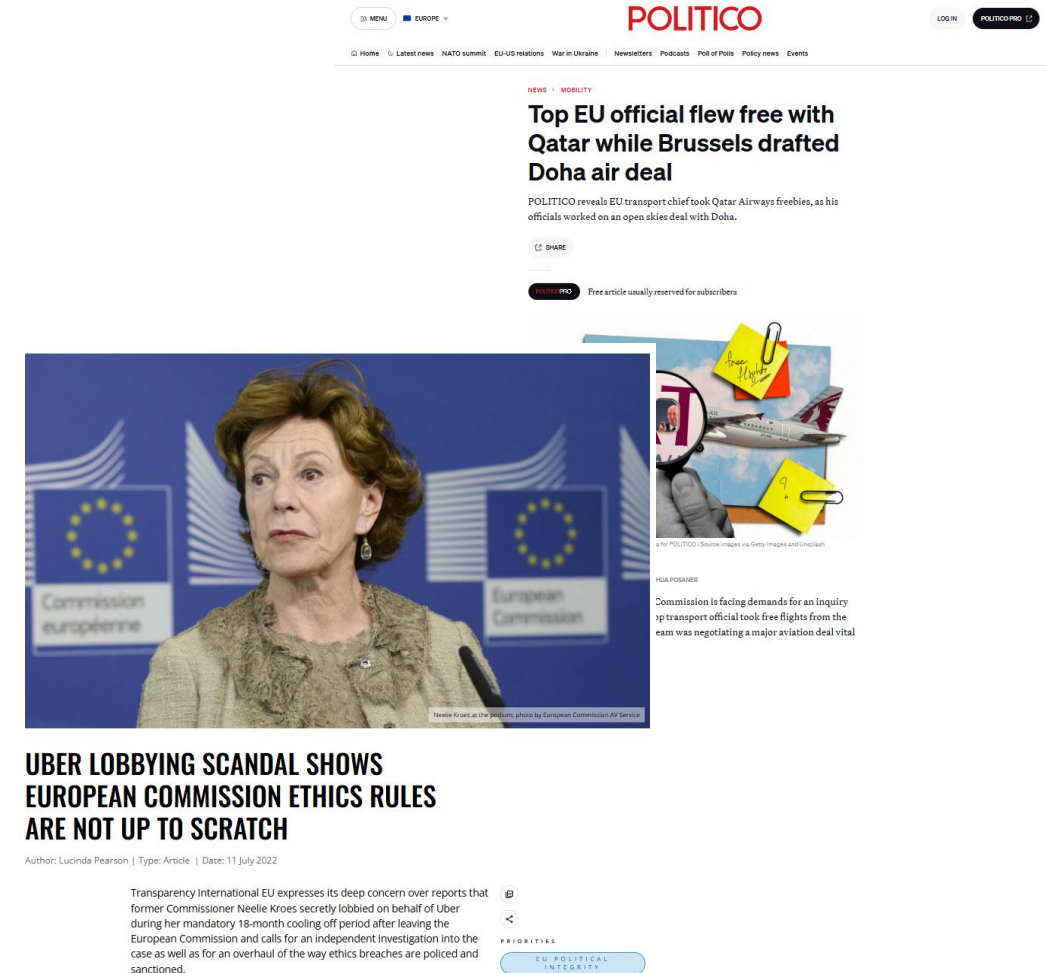 MENU
EUROPE
POLITICO
LOG IN
POLITICO PRO
Home Latest news NATO summit EU-US relations War in Ukraine Newsletters Podcasts Poll of Polls Policy news Events
NEWS > MOBILITY
Top EU official flew free with
Qatar while Brussels drafted
Doha air deal
POLITICO reveals EU transport chief took Qatar Airways freebies, as his
officials worked on an open skies deal with Doha.
SHARE
POLITICO PRO Free article usually reserved for subscribers
free
flights
?
a for POLITICO | Source images via Getty Images and Unsplash
HUA POSANER
Commission is facing demands for an inquiry
op transport official took free flights from the
eam was negotiating a major aviation deal vital
Commission
européenne
European
Commission
Neelie Kroes at the podium, photo by European Commission AV Service
UBER LOBBYING SCANDAL SHOWS
EUROPEAN COMMISSION ETHICS RULES
ARE NOT UP TO SCRATCH
Author: Lucinda Pearson | Type: Article | Date: 11 July 2022
Transparency International EU expresses its deep concern over reports that
former Commissioner Neelie Kroes secretly lobbied on behalf of Uber
during her mandatory 18-month cooling off period after leaving the
European Commission and calls for an independent investigation into the
case as well as for an overhaul of the way ethics breaches are policed and
sanctioned.
PRIORITIES
EU POLITICAL
INTEGRITY